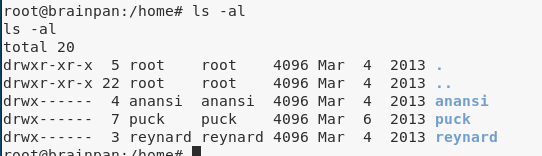 root@brainpan:/home# ls -al
ls -al
total 20
drwxr-xr-x  5 root    root    4096 Mar  4  2013 .
drwxr-xr-x 22 root    root    4096 Mar  4  2013 ..
drwx------  4 anansi  anansi  4096 Mar  4  2013 anansi
drwx------  7 puck    puck    4096 Mar  6  2013 puck
drwx------  3 reynard reynard 4096 Mar  4  2013 reynard
root@brainpan:/home#